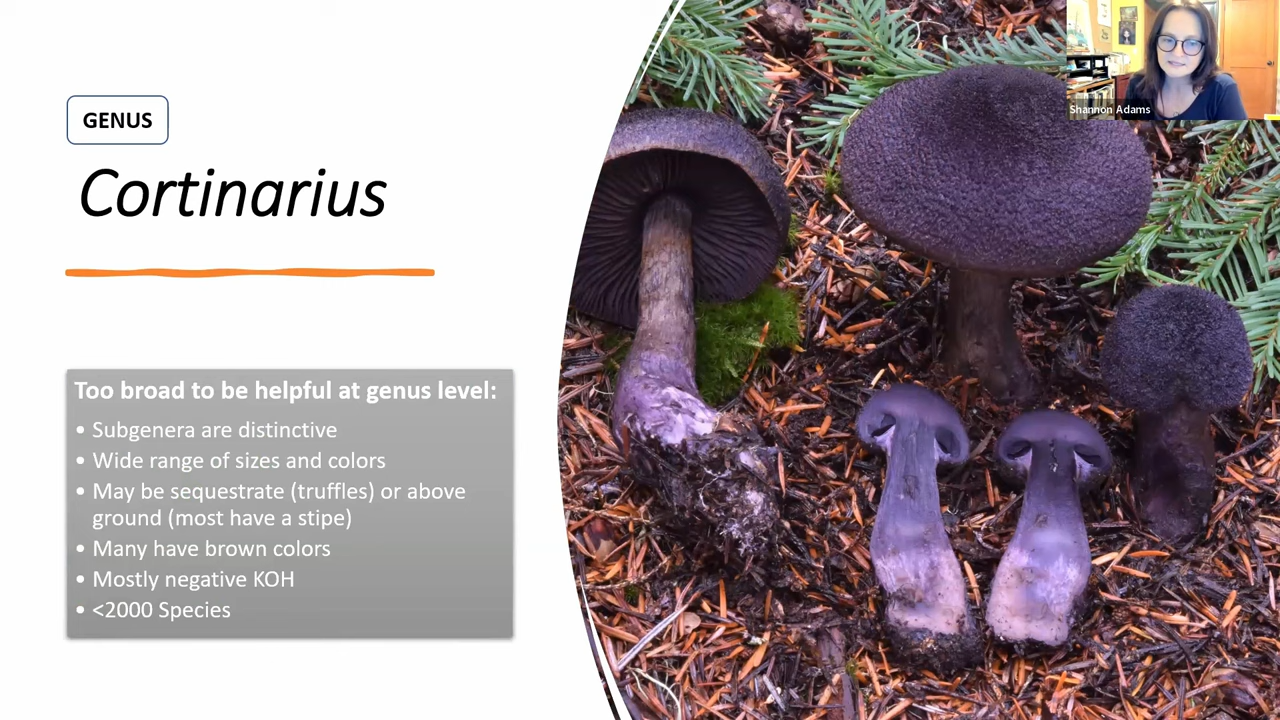 GENUS
Cortinarius
Too broad to be helpful at genus level:
• Subgenera are distinctive
• Wide range of sizes and colors
• May be sequestrate (truffles) or above
ground (most have a stipe)
• Many have brown colors
• Mostly negative KOH
• <2000 Species
Shannon Adams